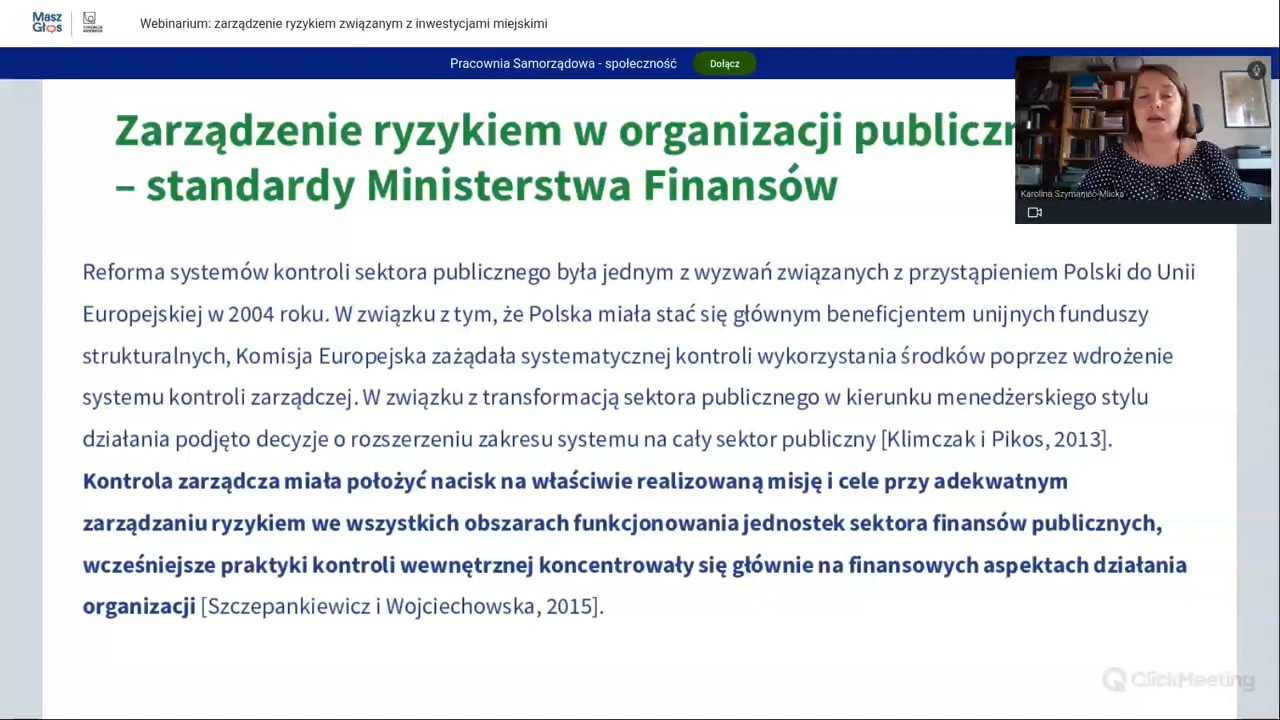 Masz Głos
Webinarium: zarządzenie ryzykiem związanym z inwestycjami miejskimi
Pracownia Samorządowa - społeczność
Dołącz
Zarządzenie ryzykiem w organizacji
– standardy Ministerstwa Finansów
Karolina Szymaniec-Mlicka
Reforma systemów kontroli sektora publicznego była jednym z wyzwań związanych z przystąpieniem Polski do Unii
Europejskiej w 2004 roku. W związku z tym, że Polska miała stać się głównym beneficjentem unijnych funduszy
strukturalnych, Komisja Europejska zażądała systematycznej kontroli wykorzystania środków poprzez wdrożenie
systemu kontroli zarządczej. W związku z transformacją sektora publicznego w kierunku menedżerskiego stylu
działania podjęto decyzje o rozszerzeniu zakresu systemu na cały sektor publiczny [Klimczak i Pikos, 2013].
Kontrola zarządcza miała położyć nacisk na właściwie realizowaną misję i cele przy adekwatnym
zarządzaniu ryzykiem we wszystkich obszarach funkcjonowania jednostek sektora finansów publicznych,
wcześniejsze praktyki kontroli wewnętrznej koncentrowały się głównie na finansowych aspektach działania
organizacji [Szczepankiewicz i Wojciechowska, 2015].
ClickMeeting